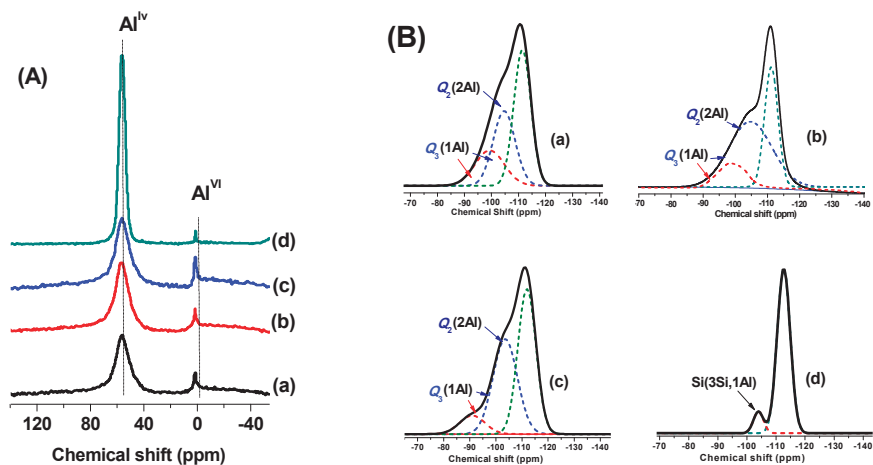 (A)
Al^Iv
Al^VI
(d)
(c)
(b)
(a)
120 80 40 0 -40
Chemical shift (ppm)
(B)
Q2(2Al)
Q3(1Al)
(a)
-70 -80 -90 -100 -110 -120 -130 -140
Chemical Shift (ppm)
Q2(2Al)
Q3(1Al)
(b)
-70 -80 -90 -100 -110 -120 -130 -140
Chemical shift (ppm)
Q2(2Al)
Q3(1Al)
(c)
-70 -80 -90 -100 -110 -120 -130 -140
Chemical shift (ppm)
Si(3Si,1Al)
(d)
-70 -80 -90 -100 -110 -120 -130 -140
Chemical shift (ppm)